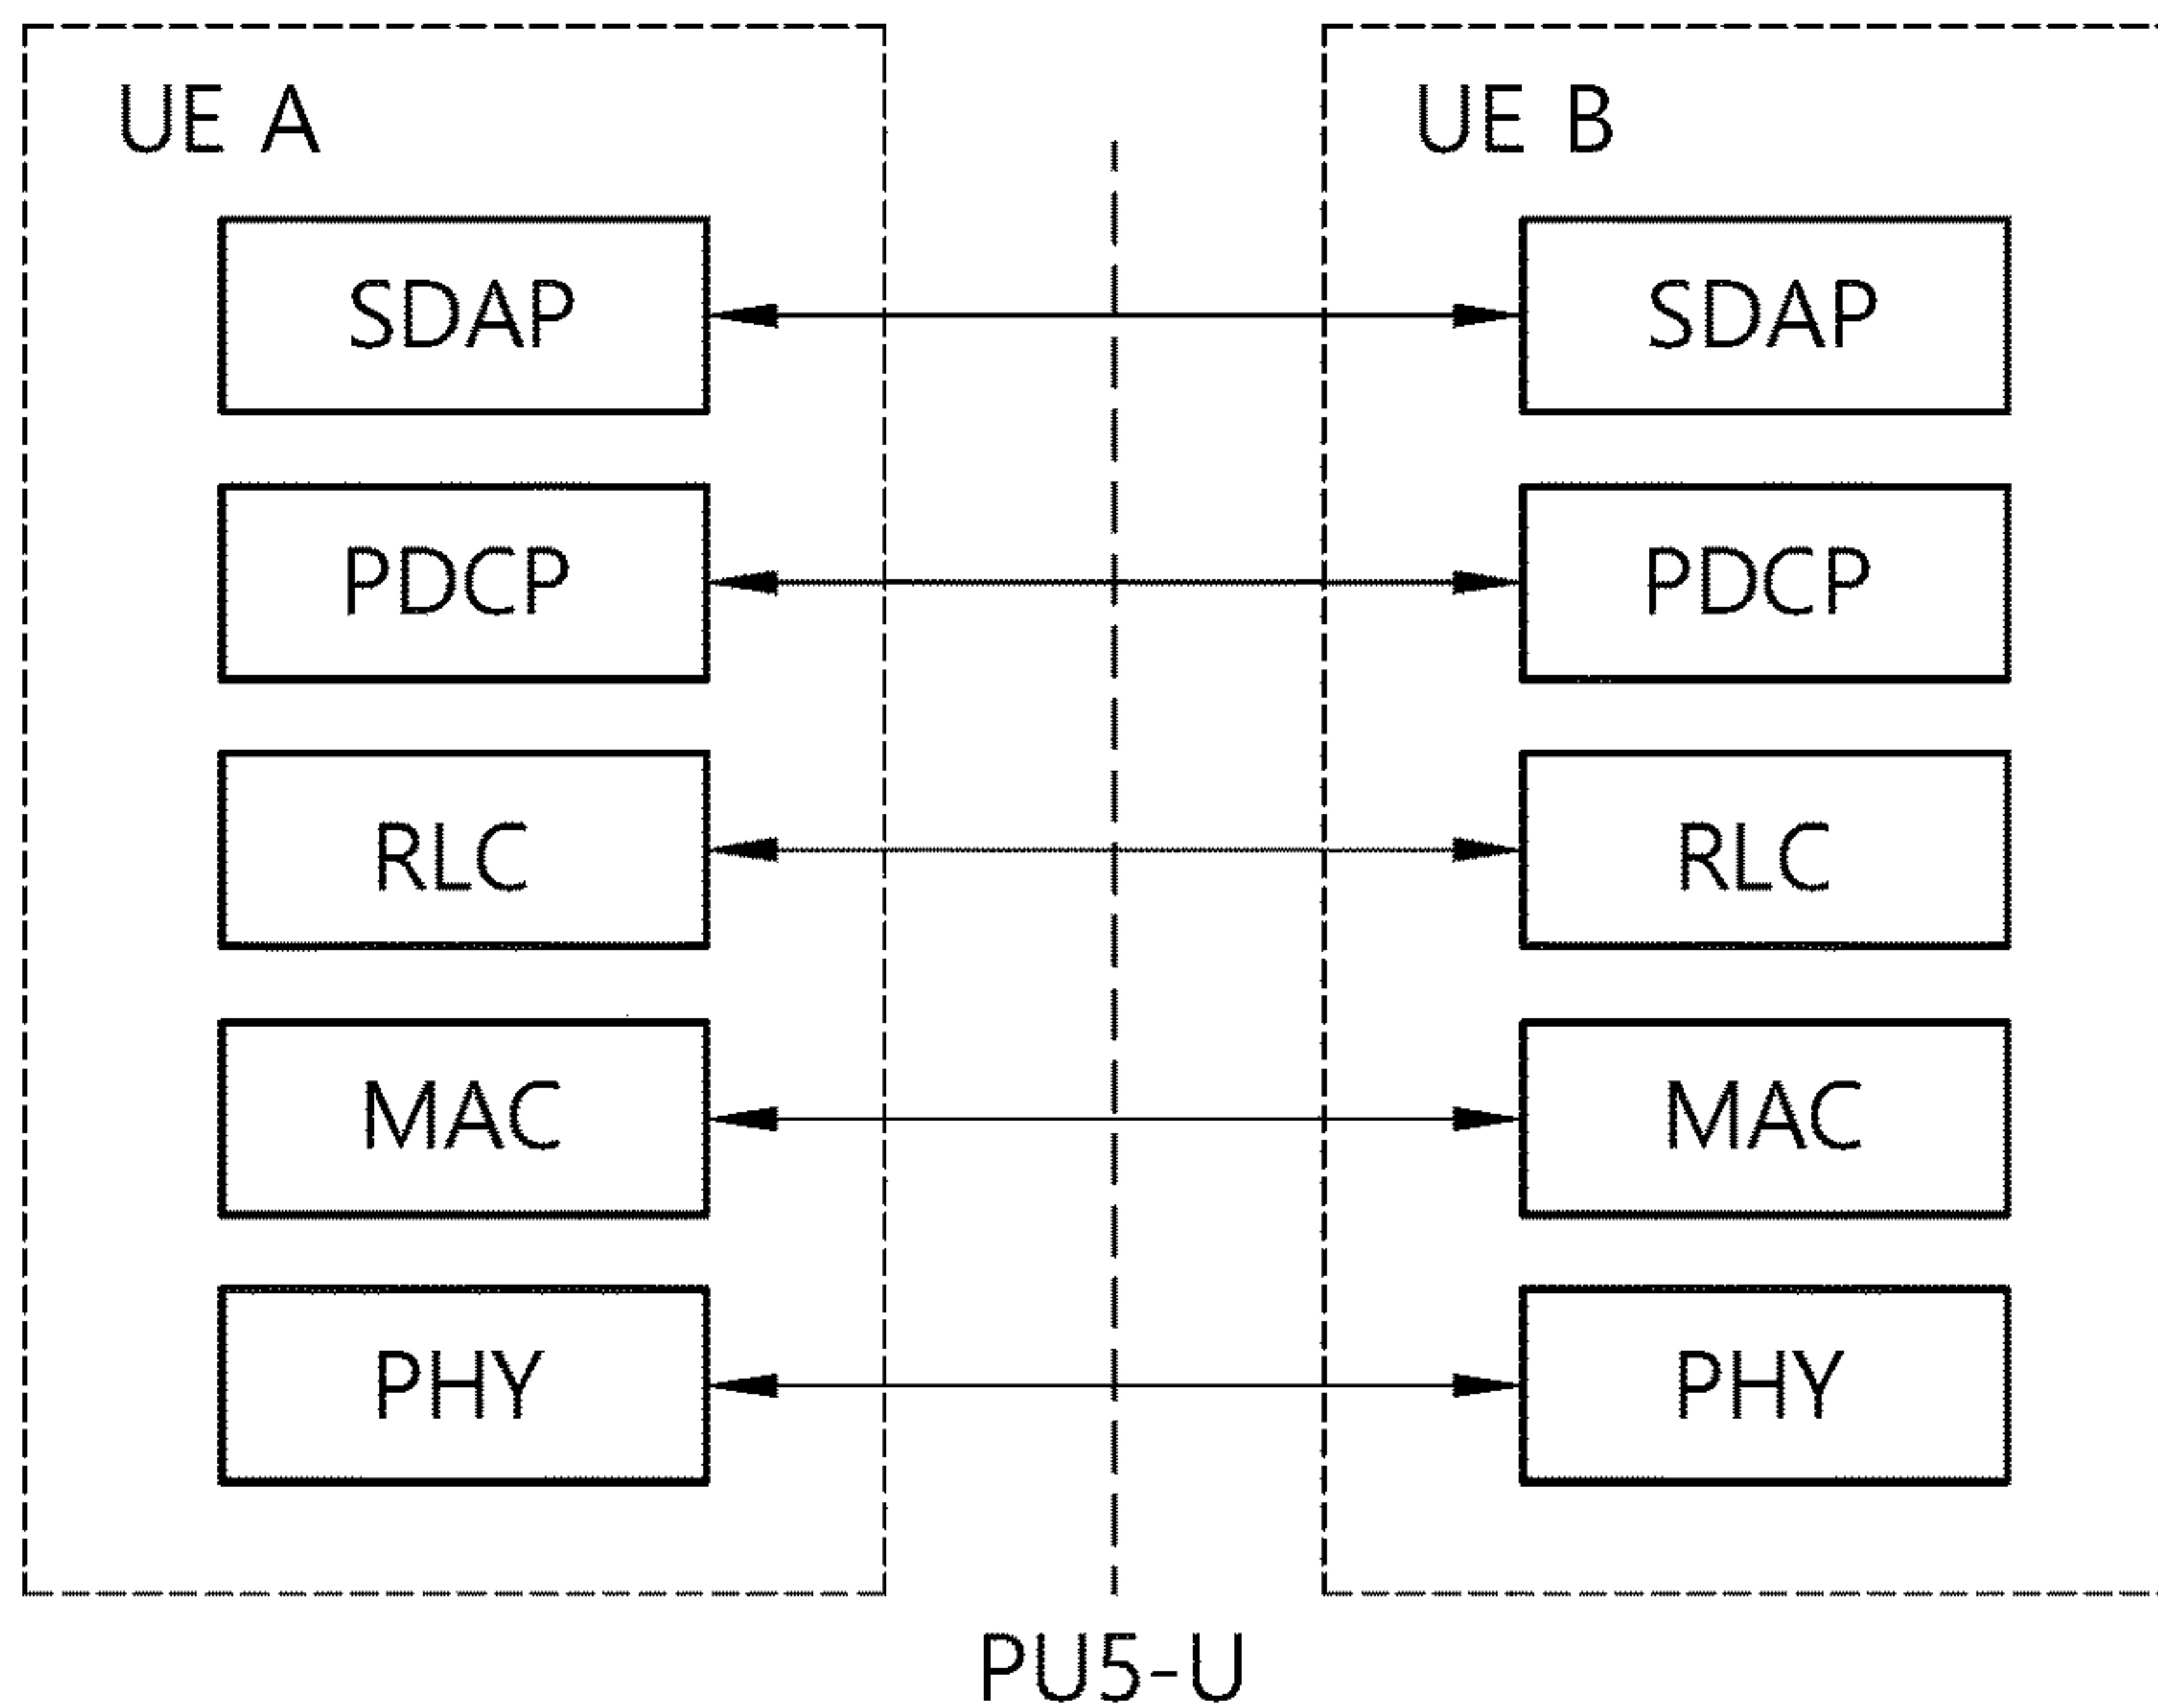 UE A
UE B
SDAP
SDAP
PDCP
PDCP
RLC
RLC
MAC
MAC
PHY
PHY
PU5-U